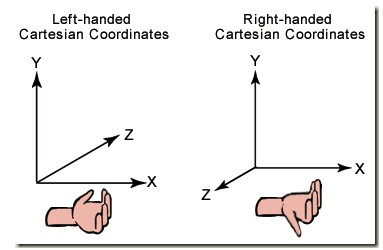 Left-handed
Cartesian Coordinates
Y
Z
X
Right-handed
Cartesian Coordinates
Y
X
Z